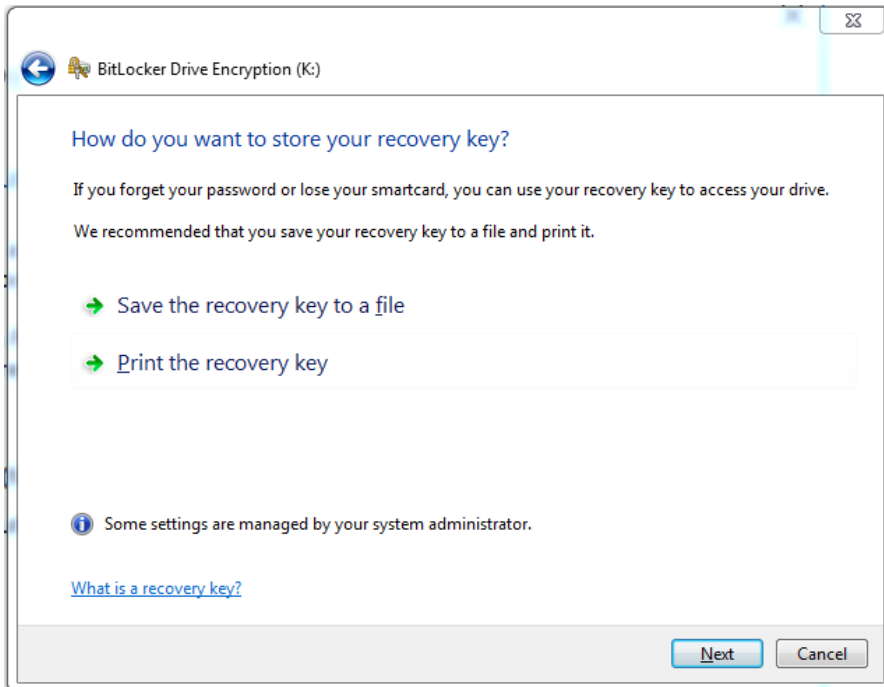 BitLocker Drive Encryption (K:)
How do you want to store your recovery key?
If you forget your password or lose your smartcard, you can use your recovery key to access your drive.
We recommended that you save your recovery key to a file and print it.
Save the recovery key to a file
Print the recovery key
Some settings are managed by your system administrator.
What is a recovery key?
Next Cancel